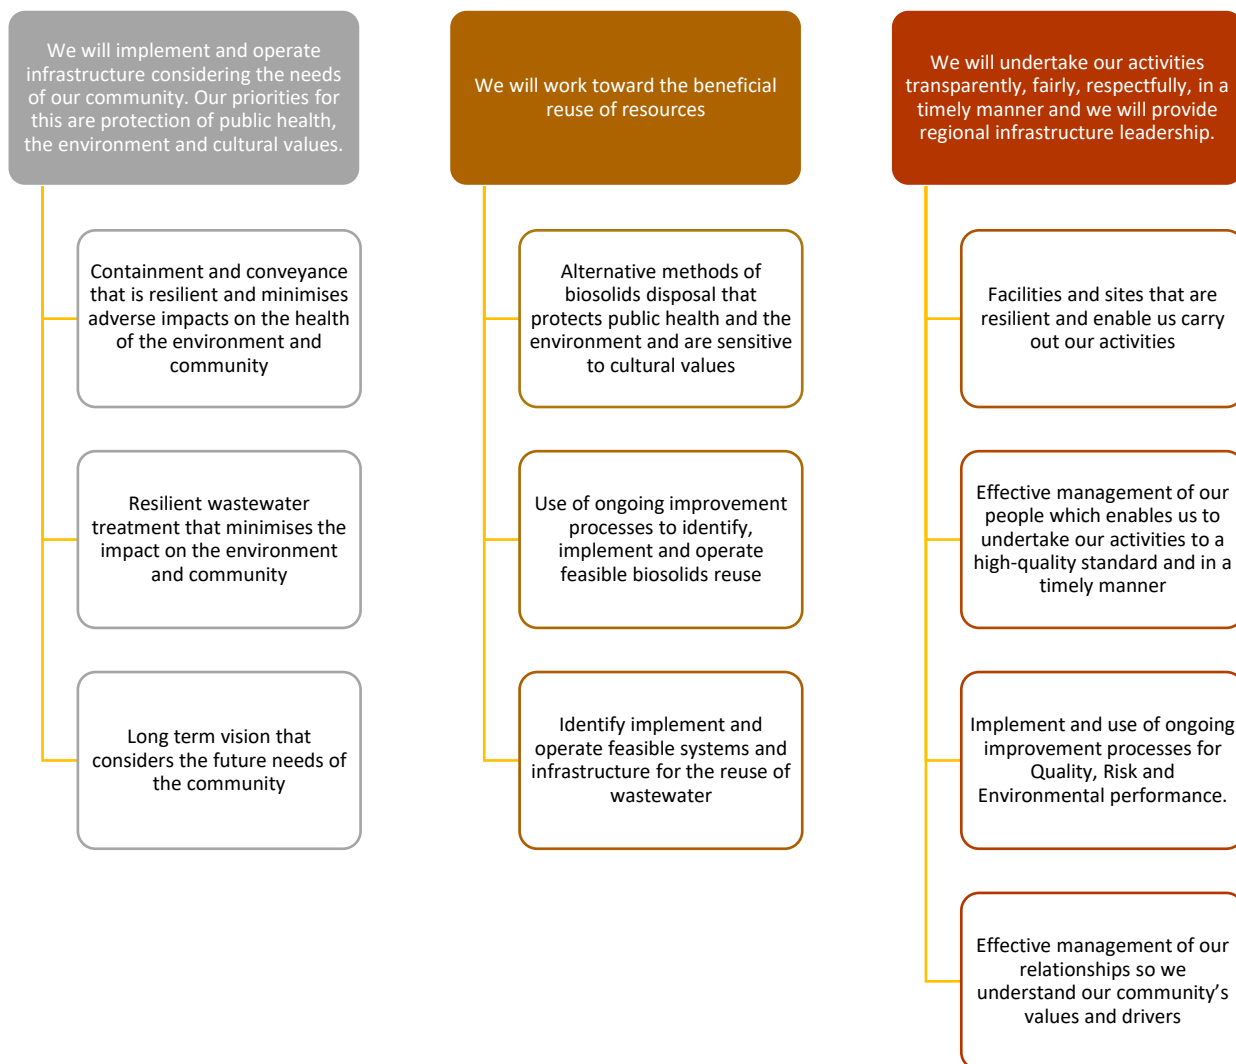 We will implement and operate
infrastructure considering the needs
of our community. Our priorities for
this are protection of public health,
the environment and cultural values.
Containment and conveyance
that is resilient and minimises
adverse impacts on the health
of the environment and
community
Resilient wastewater
treatment that minimises the
impact on the environment
and community
Long term vision that
considers the future needs of
the community
We will work toward the beneficial
reuse of resources
Alternative methods of
biosolids disposal that
protects public health and the
environment and are sensitive
to cultural values
Use of ongoing improvement
processes to identify,
implement and operate
feasible biosolids reuse
Identify implement and
operate feasible systems and
infrastructure for the reuse of
wastewater
We will undertake our activities
transparently, fairly, respectfully, in a
timely manner and we will provide
regional infrastructure leadership.
Facilities and sites that are
resilient and enable us carry
out our activities
Effective management of our
people which enables us to
undertake our activities to a
high-quality standard and in a
timely manner
Implement and use of ongoing
improvement processes for
Quality, Risk and
Environmental performance.
Effective management of our
relationships so we
understand our community’s
values and drivers